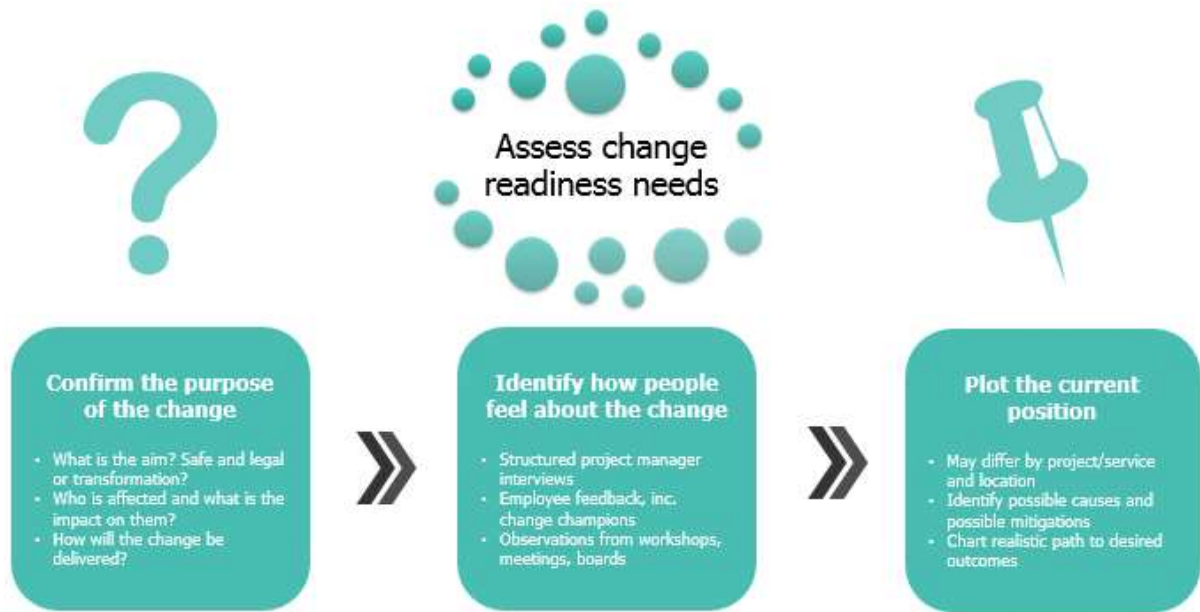 Assess change
readiness needs
Confirm the purpose
of the change
• What is the aim? Safe and legal
or transformation?
• Who is affected and what is the
impact on them?
• How will the change be
delivered?
Identify how people
feel about the change
• Structured project manager
interviews
• Employee feedback, inc.
change champions
• Observations from workshops,
meetings, boards
Plot the current
position
• May differ by project/service
and location
• Identify possible causes and
possible mitigations
• Chart realistic path to desired
outcomes